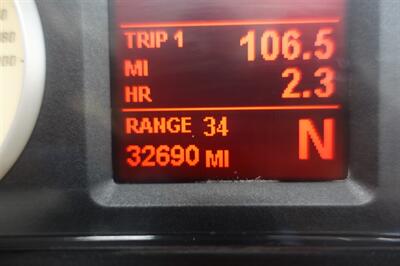 TRIP 1 106.5
MI
HR 2.3
RANGE 34
32690 MI N